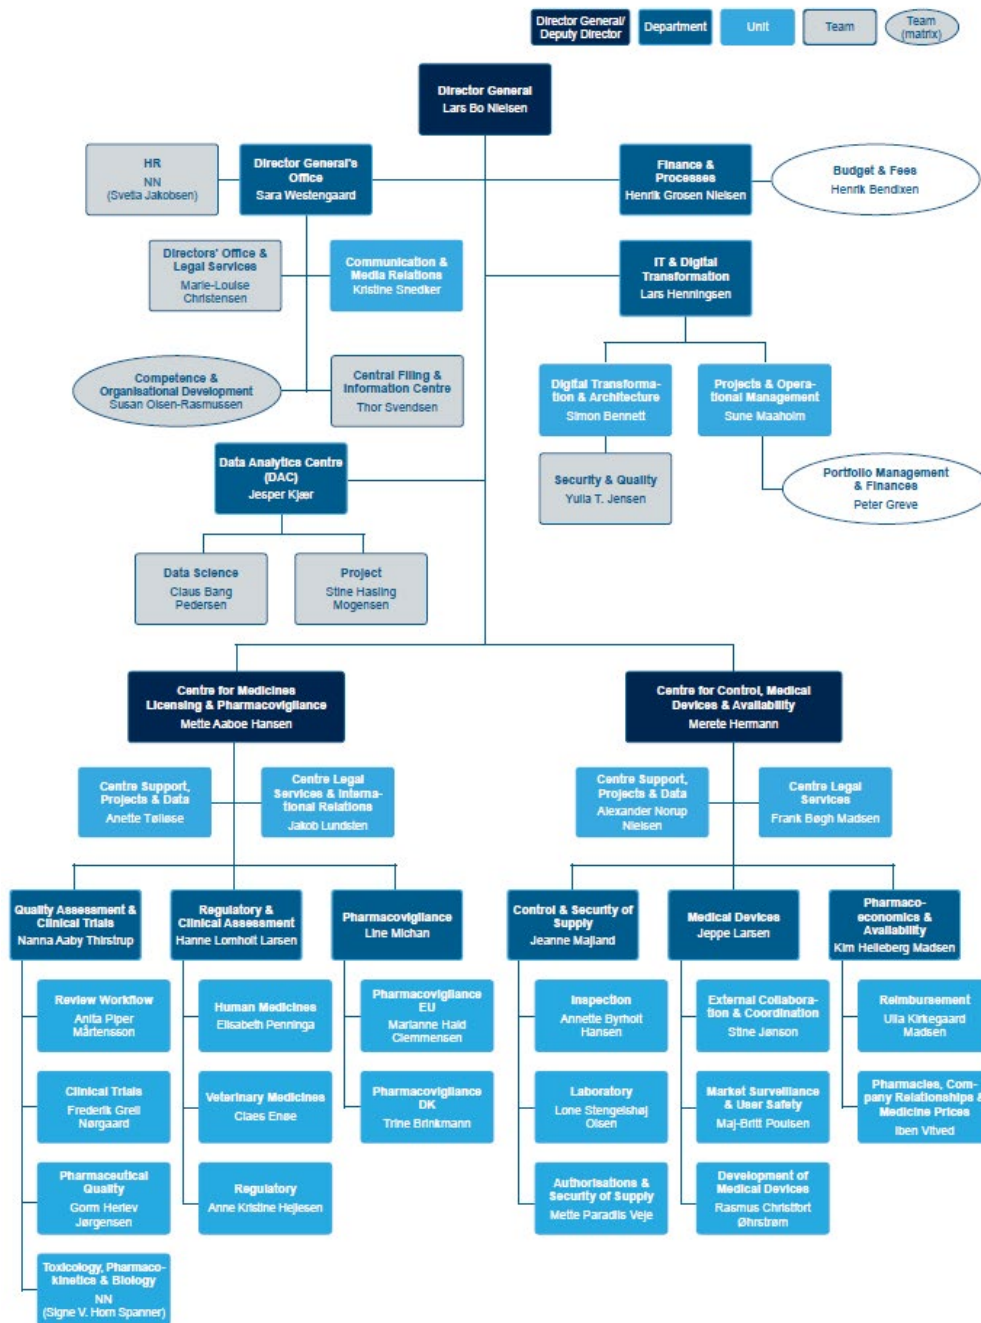 Director General/
Deputy Director
Department
Unit
Team
Team
(matrix)
Director General
Lars Bo Nielsen
HR
NN
(Svetla Jakobsen)
Director General's
Office
Sara Westengaard
Finance &
Processes
Henrik Grosen Nielsen
Budget & Fees
Henrik Bendixen
Directors' Office &
Legal Services
Marie-Louise
Christensen
Communication &
Media Relations
Kristine Snedker
IT & Digital
Transformation
Lars Henningsen
Competence &
Organisational Development
Susan Olsen-Rasmussen
Central Filing &
Information Centre
Thor Svendsen
Digital Transforma-
tion & Architecture
Simon Bennett
Projects & Opera-
tional Management
Sune Maaholm
Data Analytics Centre
(DAC)
Jesper Kjær
Security & Quality
Yulia T. Jensen
Portfolio Management
& Finances
Peter Greve
Data Science
Claus Bang
Pedersen
Project
Stine Hasling
Mogensen
Centre for Medicines
Licensing & Pharmacovigilance
Mette Aaboe Hansen
Centre for Control, Medical
Devices & Availability
Merete Hermann
Centre Support,
Projects & Data
Anette Tølløse
Centre Legal
Services & Interna-
tional Relations
Jakob Lundsten
Centre Support,
Projects & Data
Alexander Norup
Nielsen
Centre Legal
Services
Frank Bøgh Madsen
Quality Assessment &
Clinical Trials
Nanna Aaby Thirstrup
Regulatory &
Clinical Assessment
Hanne Lomholt Larsen
Pharmacovigilance
Line Michan
Control & Security of
Supply
Jeanne Majland
Medical Devices
Jeppe Larsen
Pharmaco-
economics &
Availability
Kim Helleberg Madsen
Review Workflow
Anita Piper
Mårtensson
Human Medicines
Elisabeth Penninga
Pharmacovigilance
EU
Marianne Hald
Clemmensen
Inspection
Annette Byrholt
Hansen
External Collabora-
tion & Coordination
Stine Jønson
Reimbursement
Ulla Kirkegaard
Madsen
Clinical Trials
Frederik Grell
Nørgaard
Veterinary Medicines
Claes Enøe
Pharmacovigilance
DK
Trine Brinkmann
Laboratory
Lone Stengelshøj
Olsen
Market Surveillance
& User Safety
Maj-Britt Poulsen
Pharmacies, Com-
pany Relationships &
Medicine Prices
Iben Vitved
Pharmaceutical
Quality
Gorm Herlev
Jørgensen
Regulatory
Anne Kristine Hejlesen
Authorisations &
Security of Supply
Mette Paradiis Veje
Development of
Medical Devices
Rasmus Christfort
Øhrstrøm
Toxicology, Pharmaco-
kinetics & Biology
NN
(Signe V. Horn Spanner)